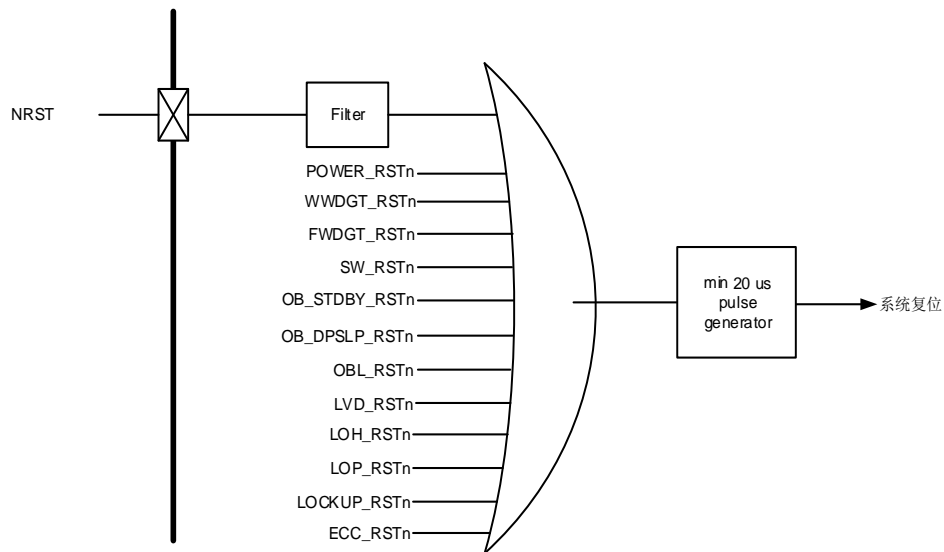 NRST
Filter
POWER_RSTn
WWDGT_RSTn
FWDGT_RSTn
SW_RSTn
OB_STDBY_RSTn
OB_DPSLP_RSTn
OBL_RSTn
LVD_RSTn
LOH_RSTn
LOP_RSTn
LOCKUP_RSTn
ECC_RSTn
min 20 us
pulse
generator
系统复位